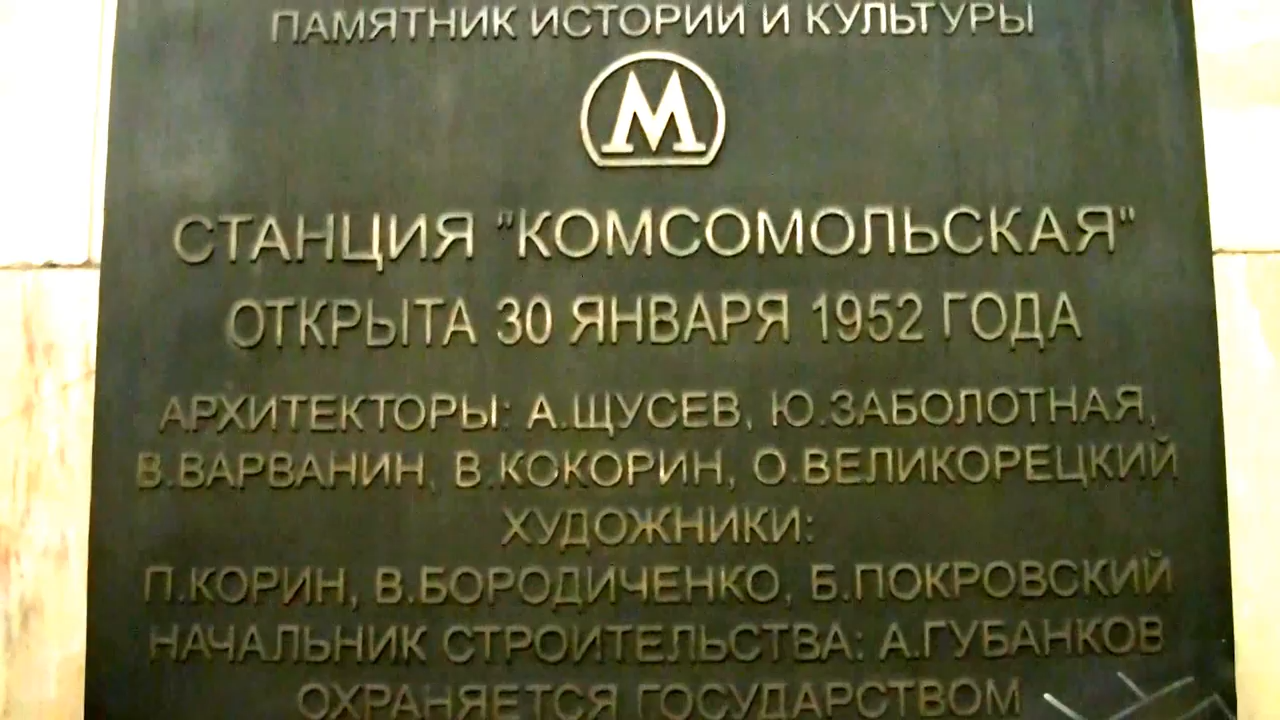 ПАМЯТНИК ИСТОРИИ И КУЛЬТУРЫ
М
СТАНЦИЯ "КОМСОМОЛЬСКАЯ"
ОТКРЫТА 30 ЯНВАРЯ 1952 ГОДА
АРХИТЕКТОРЫ: А.ЩУСЕВ, Ю.ЗАБОЛОТНАЯ,
В.ВАРВАНИН, В.КОКОРИН, О.ВЕЛИКОРЕЦКИЙ
ХУДОЖНИКИ:
П.КОРИН, В.БОРОДИЧЕНКО, Б.ПОКРОВСКИЙ
НАЧАЛЬНИК СТРОИТЕЛЬСТВА: А.ГУБАНКОВ
ОХРАНЯЕТСЯ ГОСУДАРСТВОМ